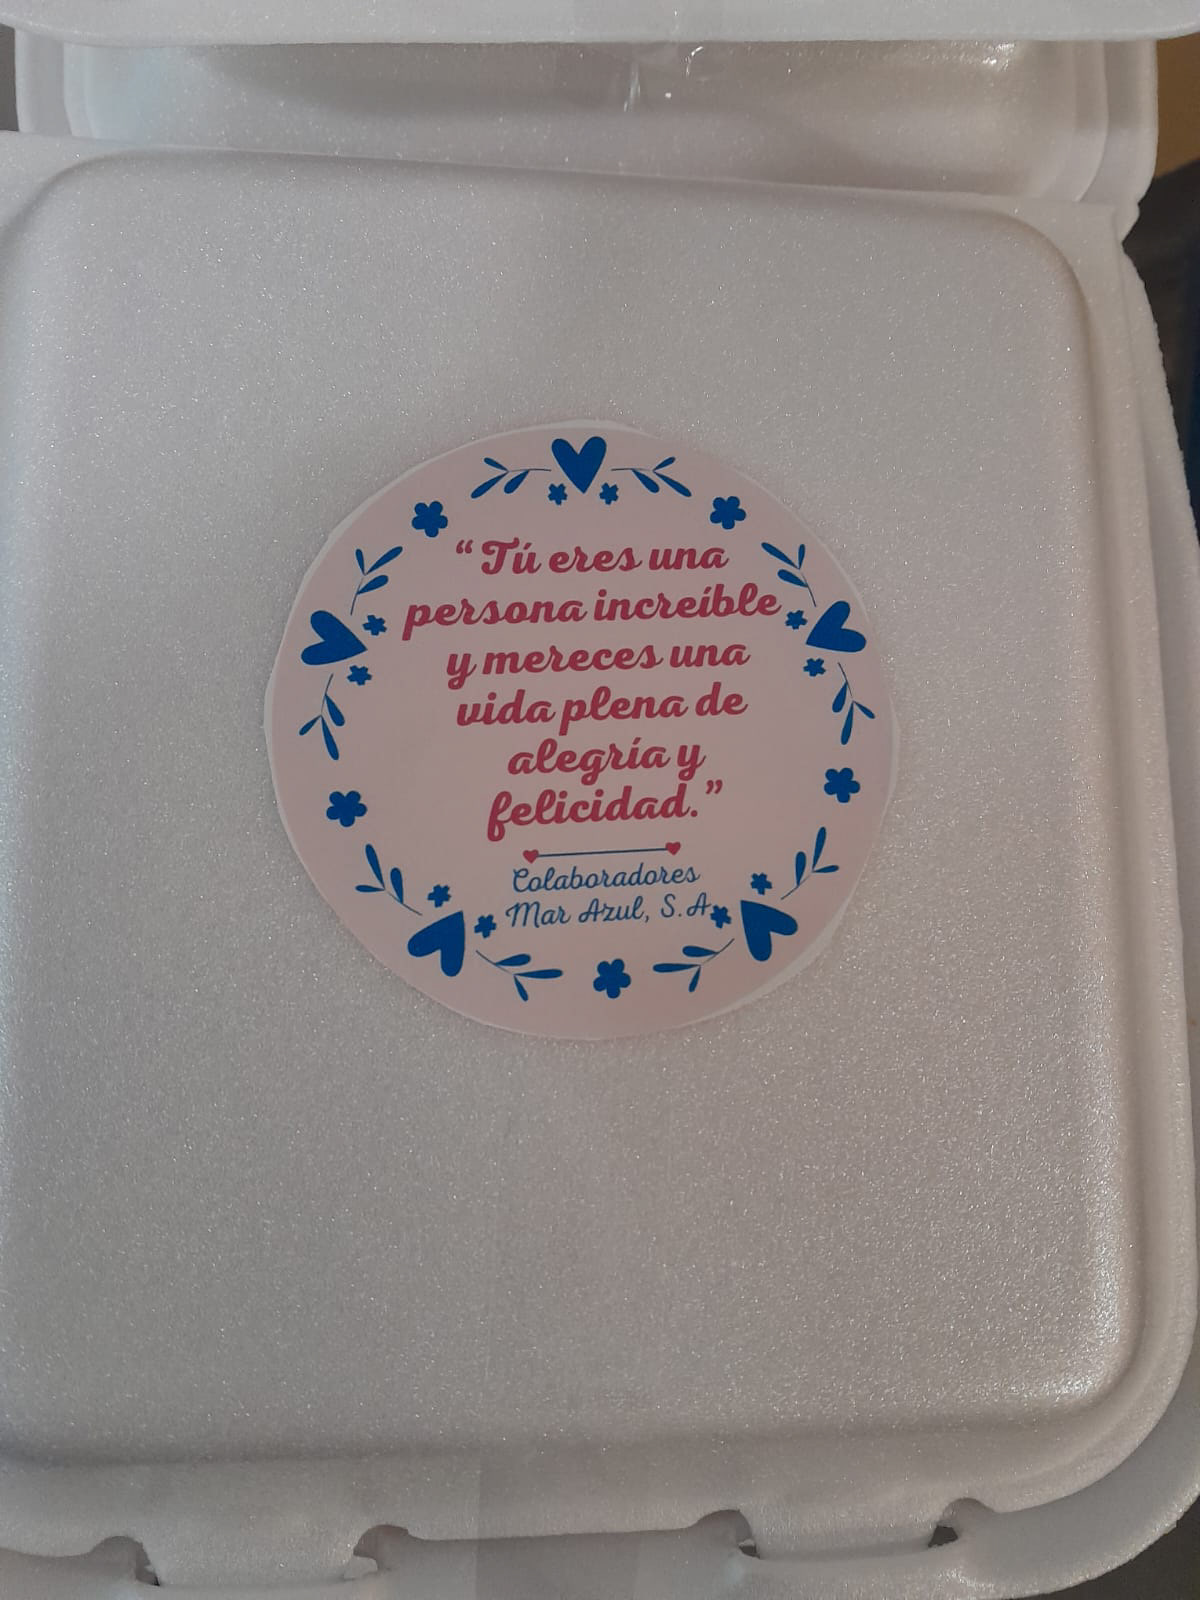 “Tú eres una
persona increíble
y mereces una
vida plena de
alegría y
felicidad.”
Colaboradores
Mar Azul, S.A.